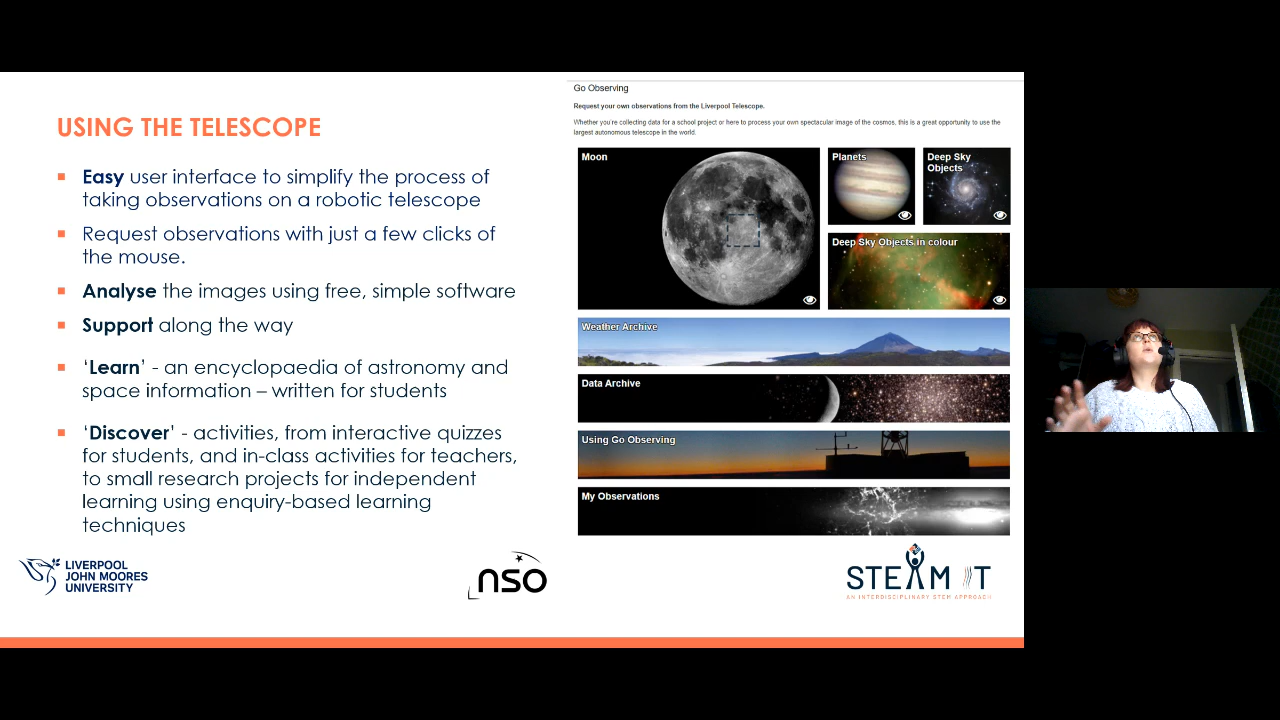 USING THE TELESCOPE
Easy user interface to simplify the process of
taking observations on a robotic telescope
Request observations with just a few clicks of
the mouse.
Analyse the images using free, simple software
Support along the way
‘Learn’ - an encyclopaedia of astronomy and
space information – written for students
‘Discover’ - activities, from interactive quizzes
for students, and in-class activities for teachers,
to small research projects for independent
learning using enquiry-based learning
techniques
Go Observing
Request your own observations from the Liverpool Telescope.
Whether you're collecting data for a school project or here to process your own spectacular image of the cosmos, this is a great opportunity to use the
largest autonomous telescope in the world.
Moon
Planets
Deep Sky
Objects
Deep Sky Objects in colour
Weather Archive
Data Archive
Using Go Observing
My Observations
LIVERPOOL
JOHN MOORES
UNIVERSITY
nso
STEAM IT
AN INTERDISCIPLINARY STEM APPROACH